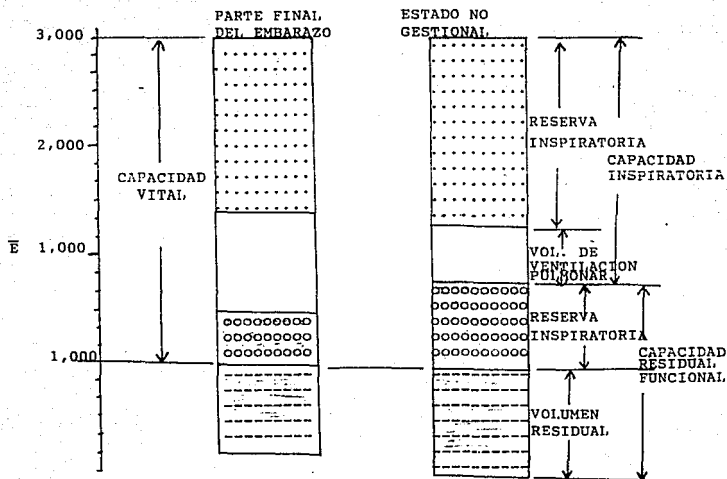 PARTE FINAL
DEL EMBARAZO
ESTADO NO
GESTIONAL
3,000
2,000
E 1,000
1,000
CAPACIDAD
VITAL
RESERVA
INSPIRATORIA
CAPACIDAD
INSPIRATORIA
VOL. DE
VENTILACION
PULMONAR
RESERVA
INSPIRATORIA
CAPACIDAD
RESIDUAL
FUNCIONAL
VOLUMEN
RESIDUAL